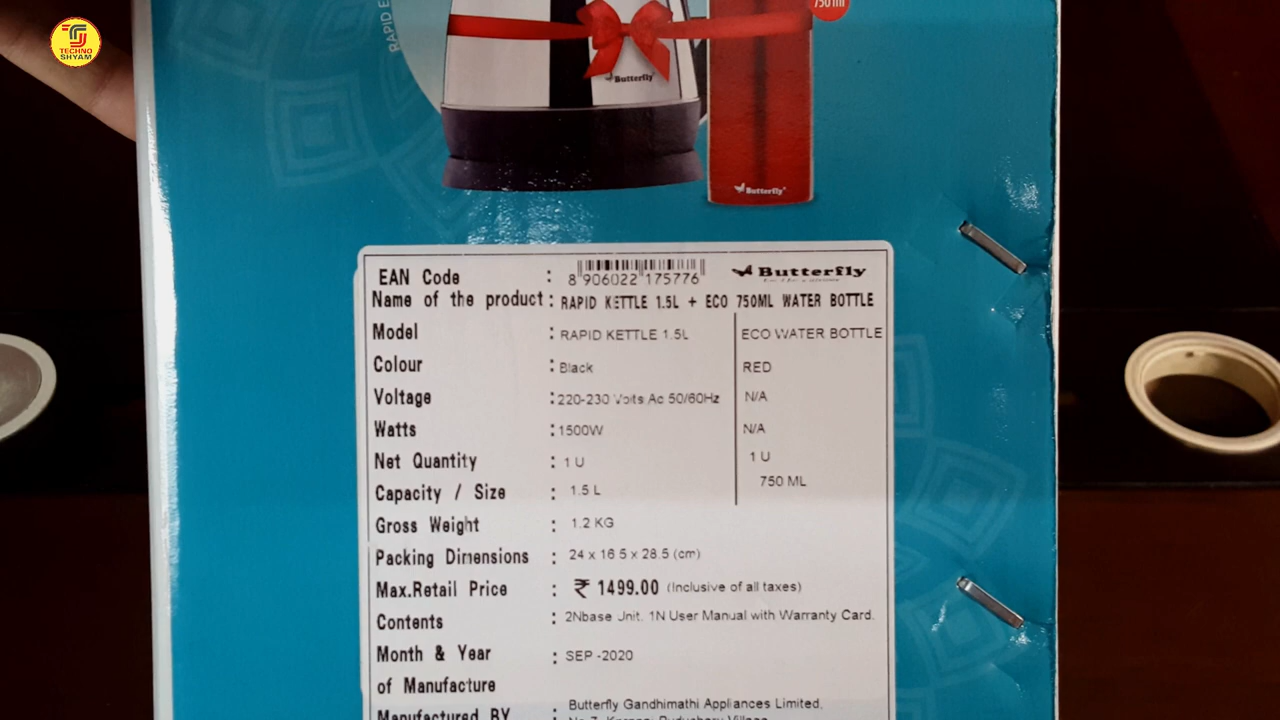 TECHNO
SHYAM
RAPID E
750 ml
Butterfly
Butterfly
EAN Code : 8 906022 175776
Butterfly
Name of the product : RAPID KETTLE 1.5L + ECO 750ML WATER BOTTLE
Model : RAPID KETTLE 1.5L ECO WATER BOTTLE
Colour : Black RED
Voltage : 220-230 Volts Ac 50/60Hz N/A
Watts : 1500W N/A
Net Quantity : 1 U 1 U
Capacity / Size : 1.5 L 750 ML
Gross Weight : 1.2 KG
Packing Dimensions : 24 x 16.5 x 28.5 (cm)
Max.Retail Price : ₹ 1499.00 (Inclusive of all taxes)
Contents : 2Nbase Unit. 1N User Manual with Warranty Card.
Month & Year : SEP -2020
of Manufacture
Manufactured BY : Butterfly Gandhimathi Appliances Limited,